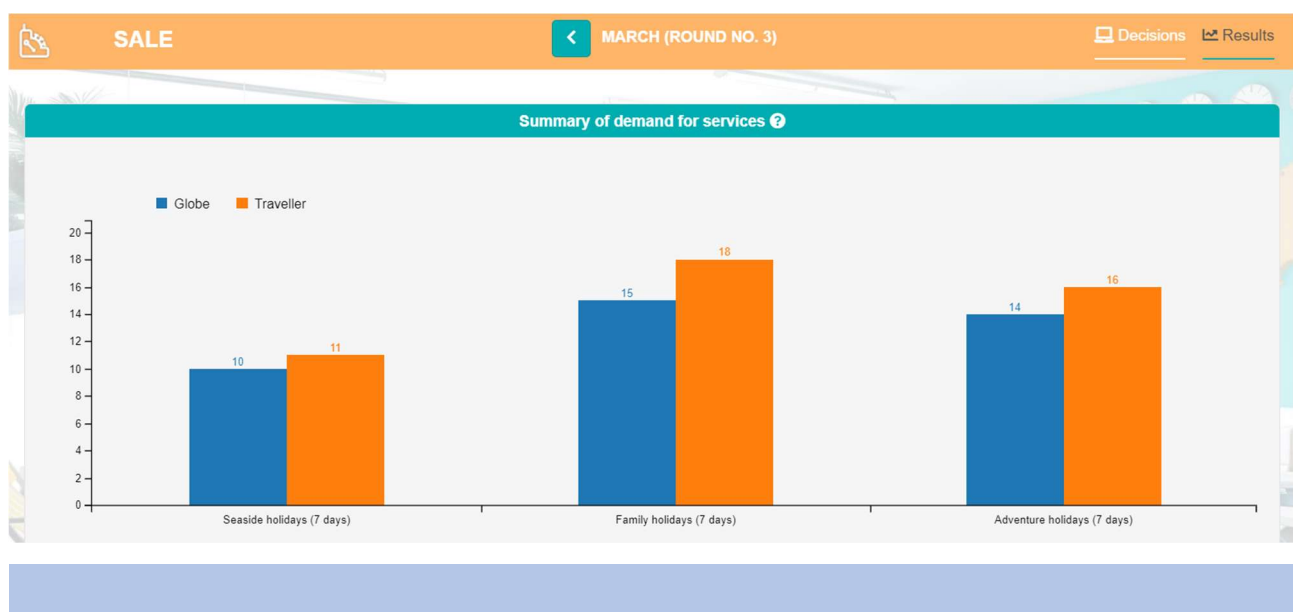 SALE
MARCH (ROUND NO. 3)
Decisions
Results
Summary of demand for services ?
Globe
Traveller
20
18
16
14
12
10
8
6
4
2
0
10
11
15
18
14
16
Seaside holidays (7 days)
Family holidays (7 days)
Adventure holidays (7 days)